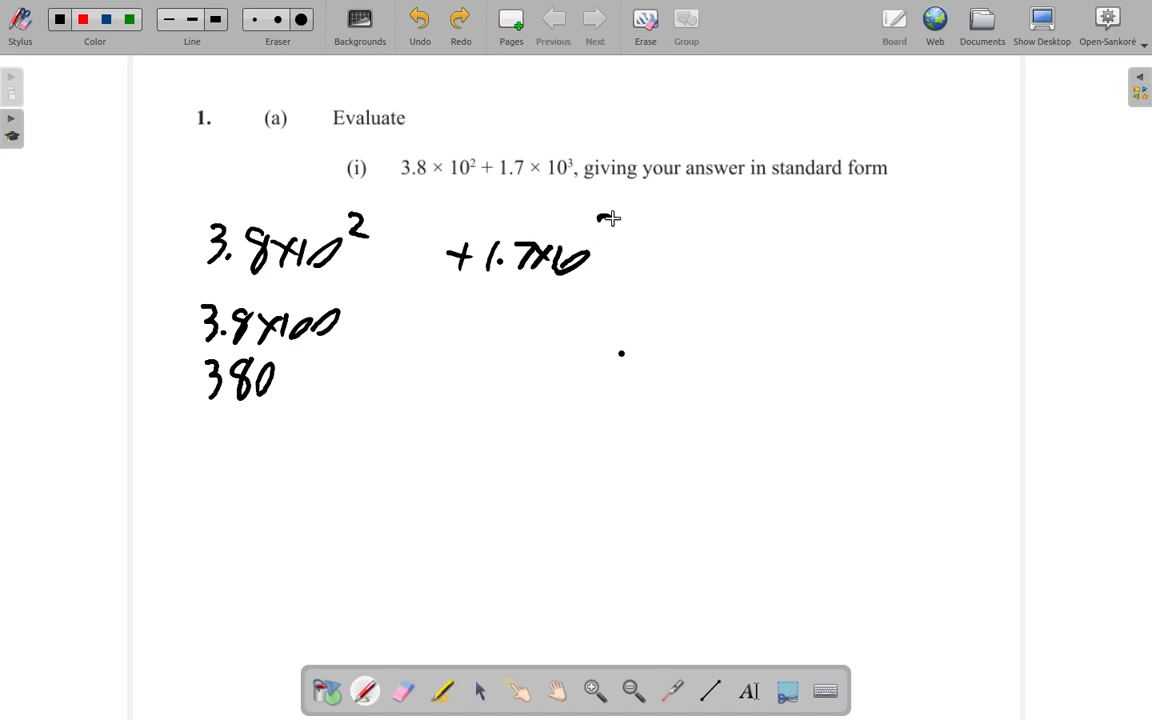 Stylus
Color
Line
Eraser
Backgrounds
Undo
Redo
Pages
Previous
Next
Erase
Group
Board
Web
Documents
Show Desktop
Open-Sankoré
1. (a) Evaluate
(i) 3.8 × 10² + 1.7 × 10³, giving your answer in standard form
3.8×10² + 1.7×10
3.8×100
380
AI